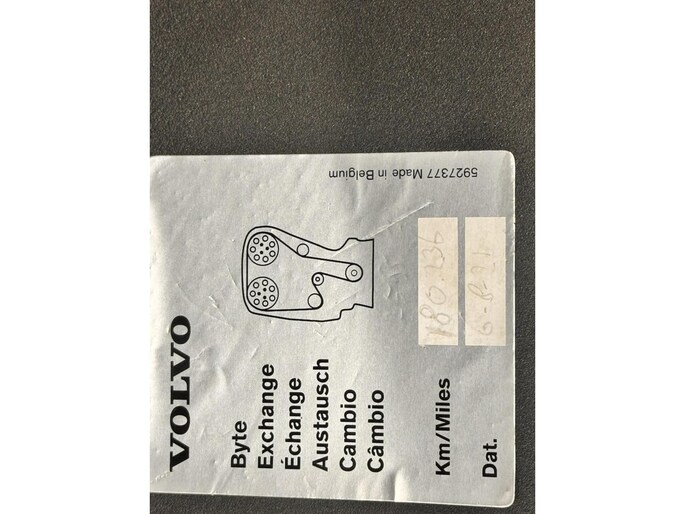 VOLVO
Byte
Exchange
Échange
Austausch
Cambio
Câmbio
Km/Miles 180.136
Dat.
5927377 Made in Belgium